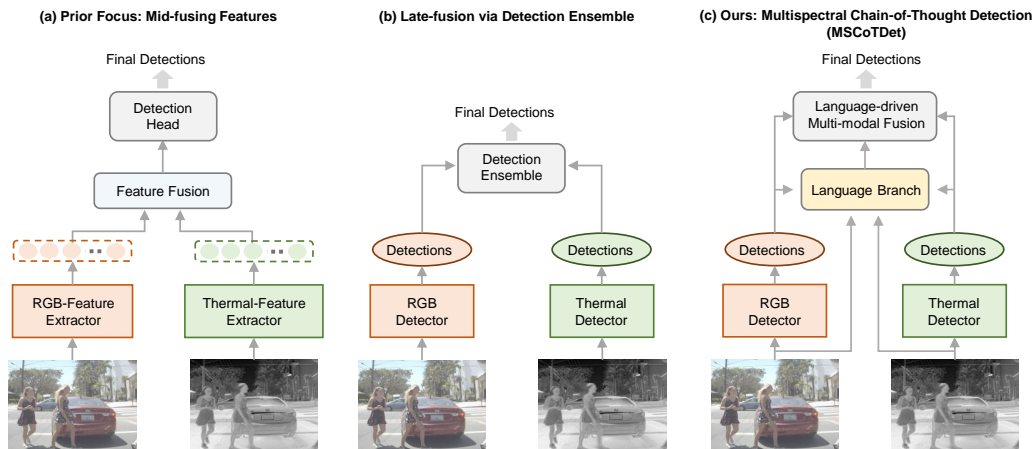 (a) Prior Focus: Mid-fusing Features
Final Detections
Detection
Head
Feature Fusion
RGB-Feature
Extractor
Thermal-Feature
Extractor
(b) Late-fusion via Detection Ensemble
Final Detections
Detection
Ensemble
Detections
Detections
RGB
Detector
Thermal
Detector
(c) Ours: Multispectral Chain-of-Thought Detection
(MSCoTDet)
Final Detections
Language-driven
Multi-modal Fusion
Language Branch
Detections
Detections
RGB
Detector
Thermal
Detector